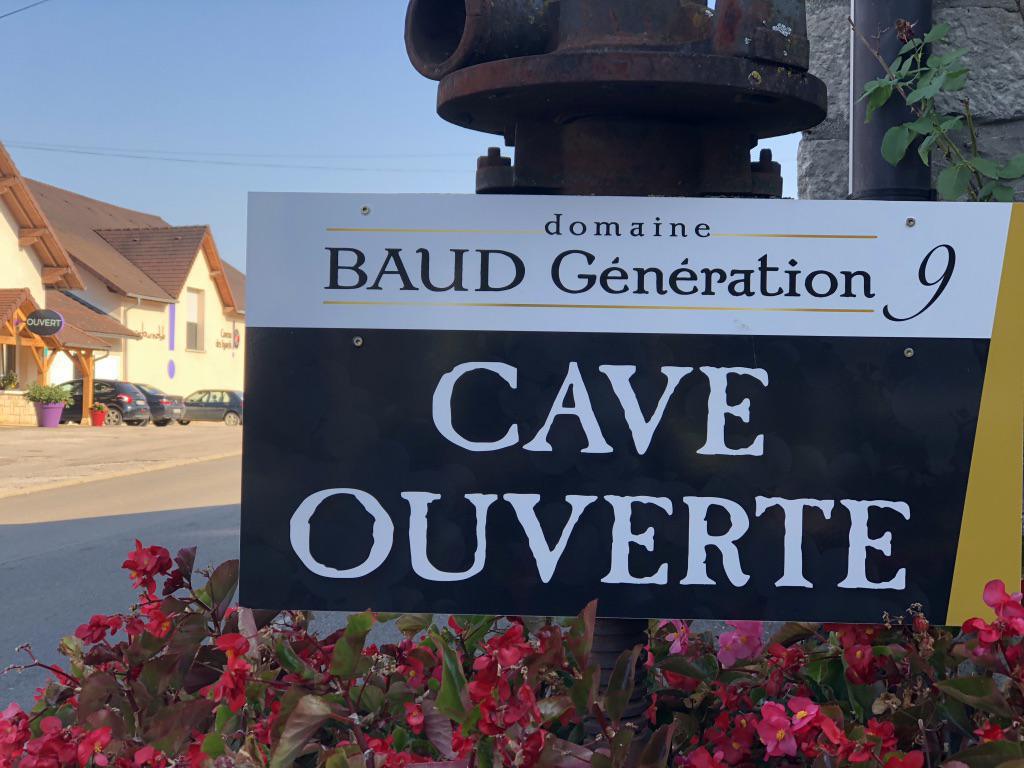 domaine
BAUD Génération 9
CAVE
OUVERTE
OUVERT